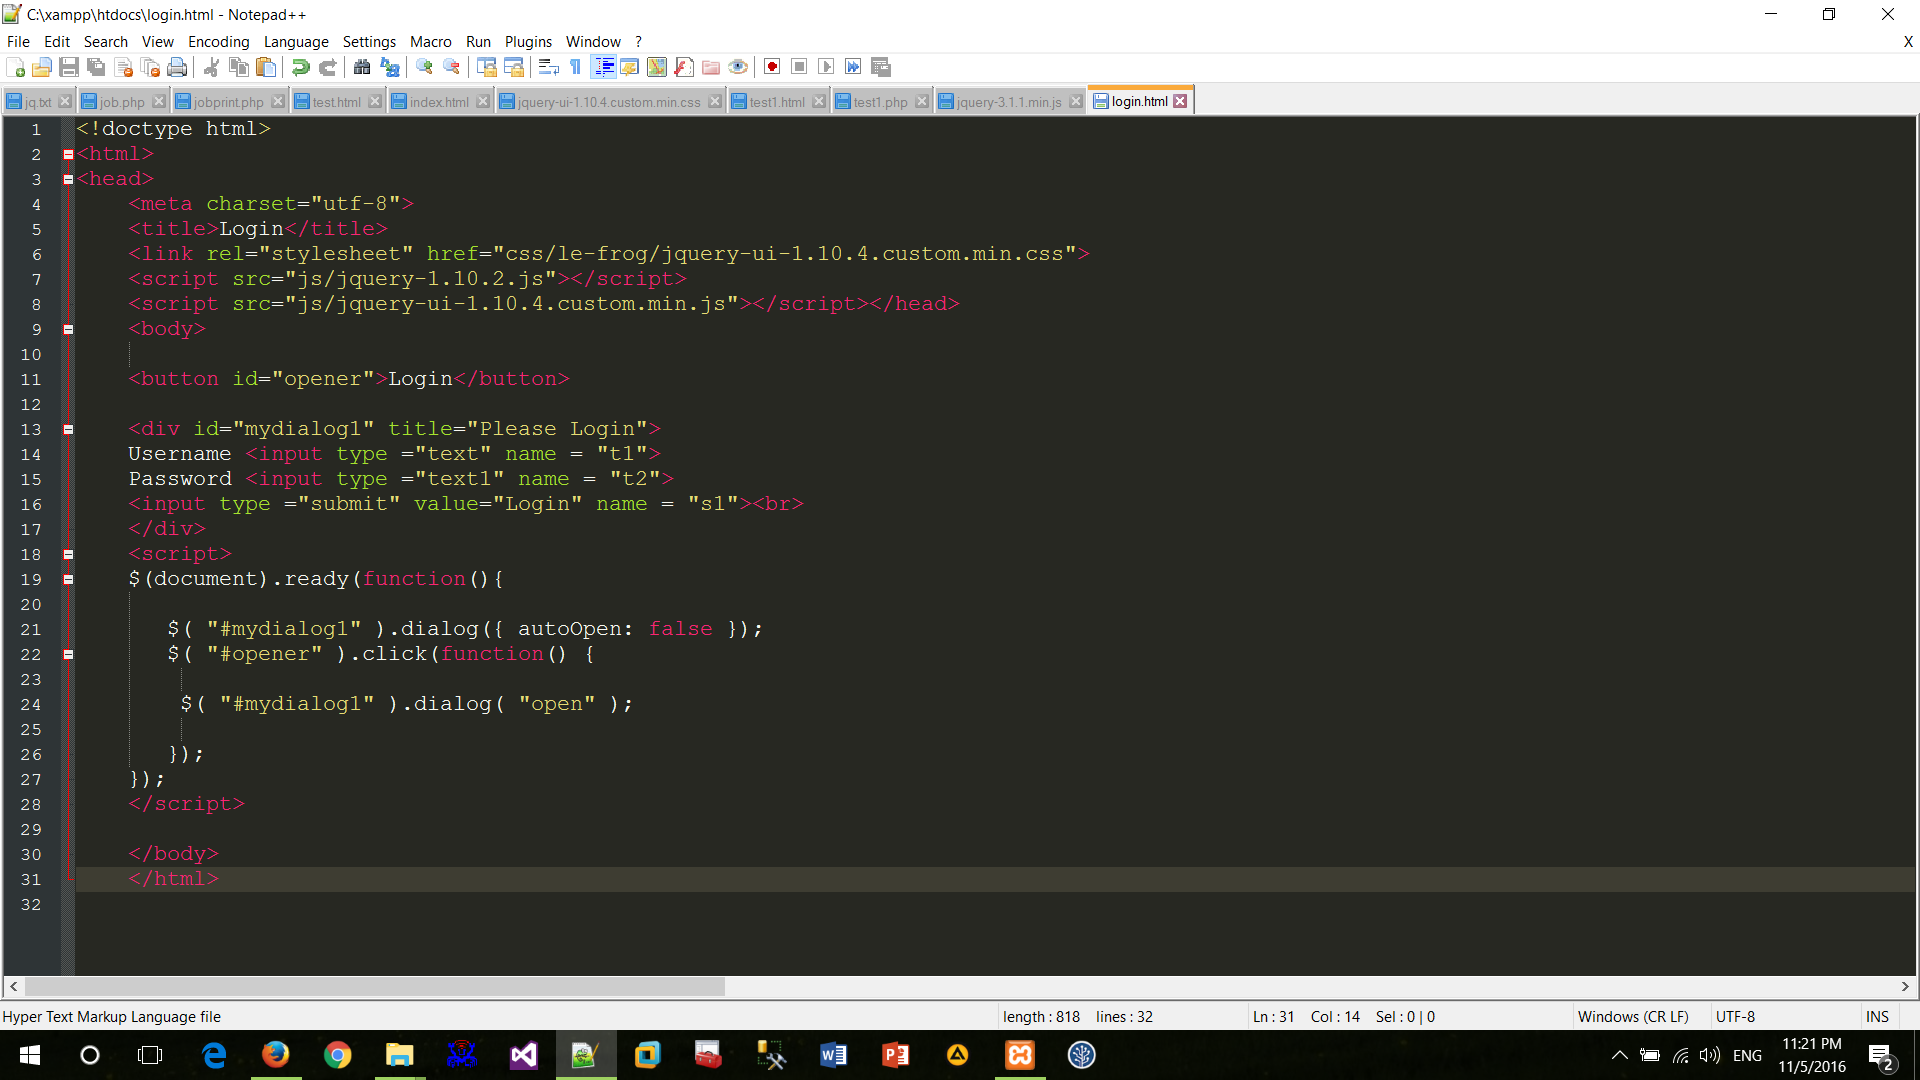 C:\xampp\htdocs\login.html - Notepad++
File Edit Search View Encoding Language Settings Macro Run Plugins Window ? X
jq.txt job.php jobprint.php test.html index.html jquery-ui-1.10.4.custom.min.css test1.html test1.php jquery-3.1.1.min.js login.html
1 <!doctype html>
2 <html>
3 <head>
4 <meta charset="utf-8">
5 <title>Login</title>
6 <link rel="stylesheet" href="css/le-frog/jquery-ui-1.10.4.custom.min.css">
7 <script src="js/jquery-1.10.2.js"></script>
8 <script src="js/jquery-ui-1.10.4.custom.min.js"></script></head>
9 <body>
10
11 <button id="opener">Login</button>
12
13 <div id="mydialog1" title="Please Login">
14 Username <input type ="text" name = "t1">
15 Password <input type ="text1" name = "t2">
16 <input type ="submit" value="Login" name = "s1"><br>
17 </div>
18 <script>
19 $(document).ready(function(){
20
21 $( "#mydialog1" ).dialog({ autoOpen: false });
22 $( "#opener" ).click(function() {
23
24 $( "#mydialog1" ).dialog( "open" );
25
26 });
27 });
28 </script>
29
30 </body>
31 </html>
32
Hyper Text Markup Language file length : 818 lines : 32 Ln : 31 Col : 14 Sel : 0 | 0 Windows (CR LF) UTF-8 INS
ENG 11:21 PM 2
11/5/2016